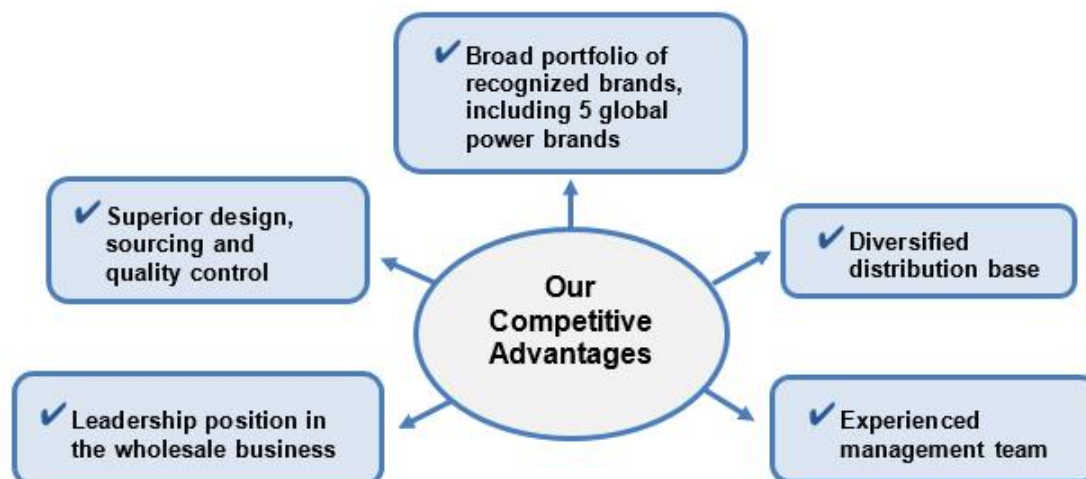 ✔ Broad portfolio of
recognized brands,
including 5 global
power brands
✔ Superior design,
sourcing and
quality control
✔ Diversified
distribution base
Our
Competitive
Advantages
✔ Leadership position in
the wholesale business
✔ Experienced
management team